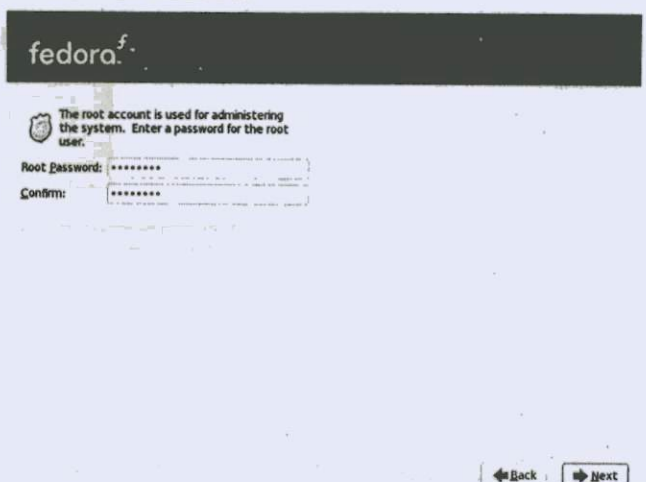 fedora
The root account is used for administering
the system. Enter a password for the root
user.
Root Password: ••••••••
Confirm: ••••••••
Back
Next